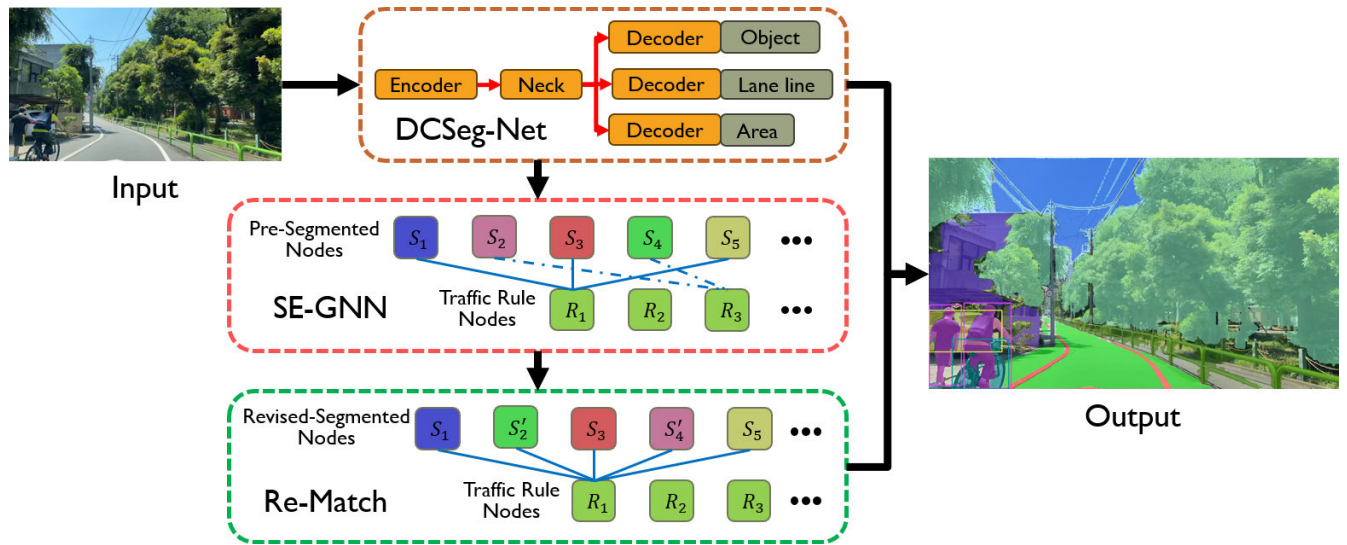 Input
Encoder
Neck
Decoder
Object
Decoder
Lane line
Decoder
Area
DCSeg-Net
Pre-Segmented
Nodes
S₁
S₂
S₃
S₄
S₅
•••
SE-GNN
Traffic Rule
Nodes
R₁
R₂
R₃
•••
Revised-Segmented
Nodes
S₁
S′₂
S₃
S′₄
S₅
•••
Re-Match
Traffic Rule
Nodes
R₁
R₂
R₃
•••
Output